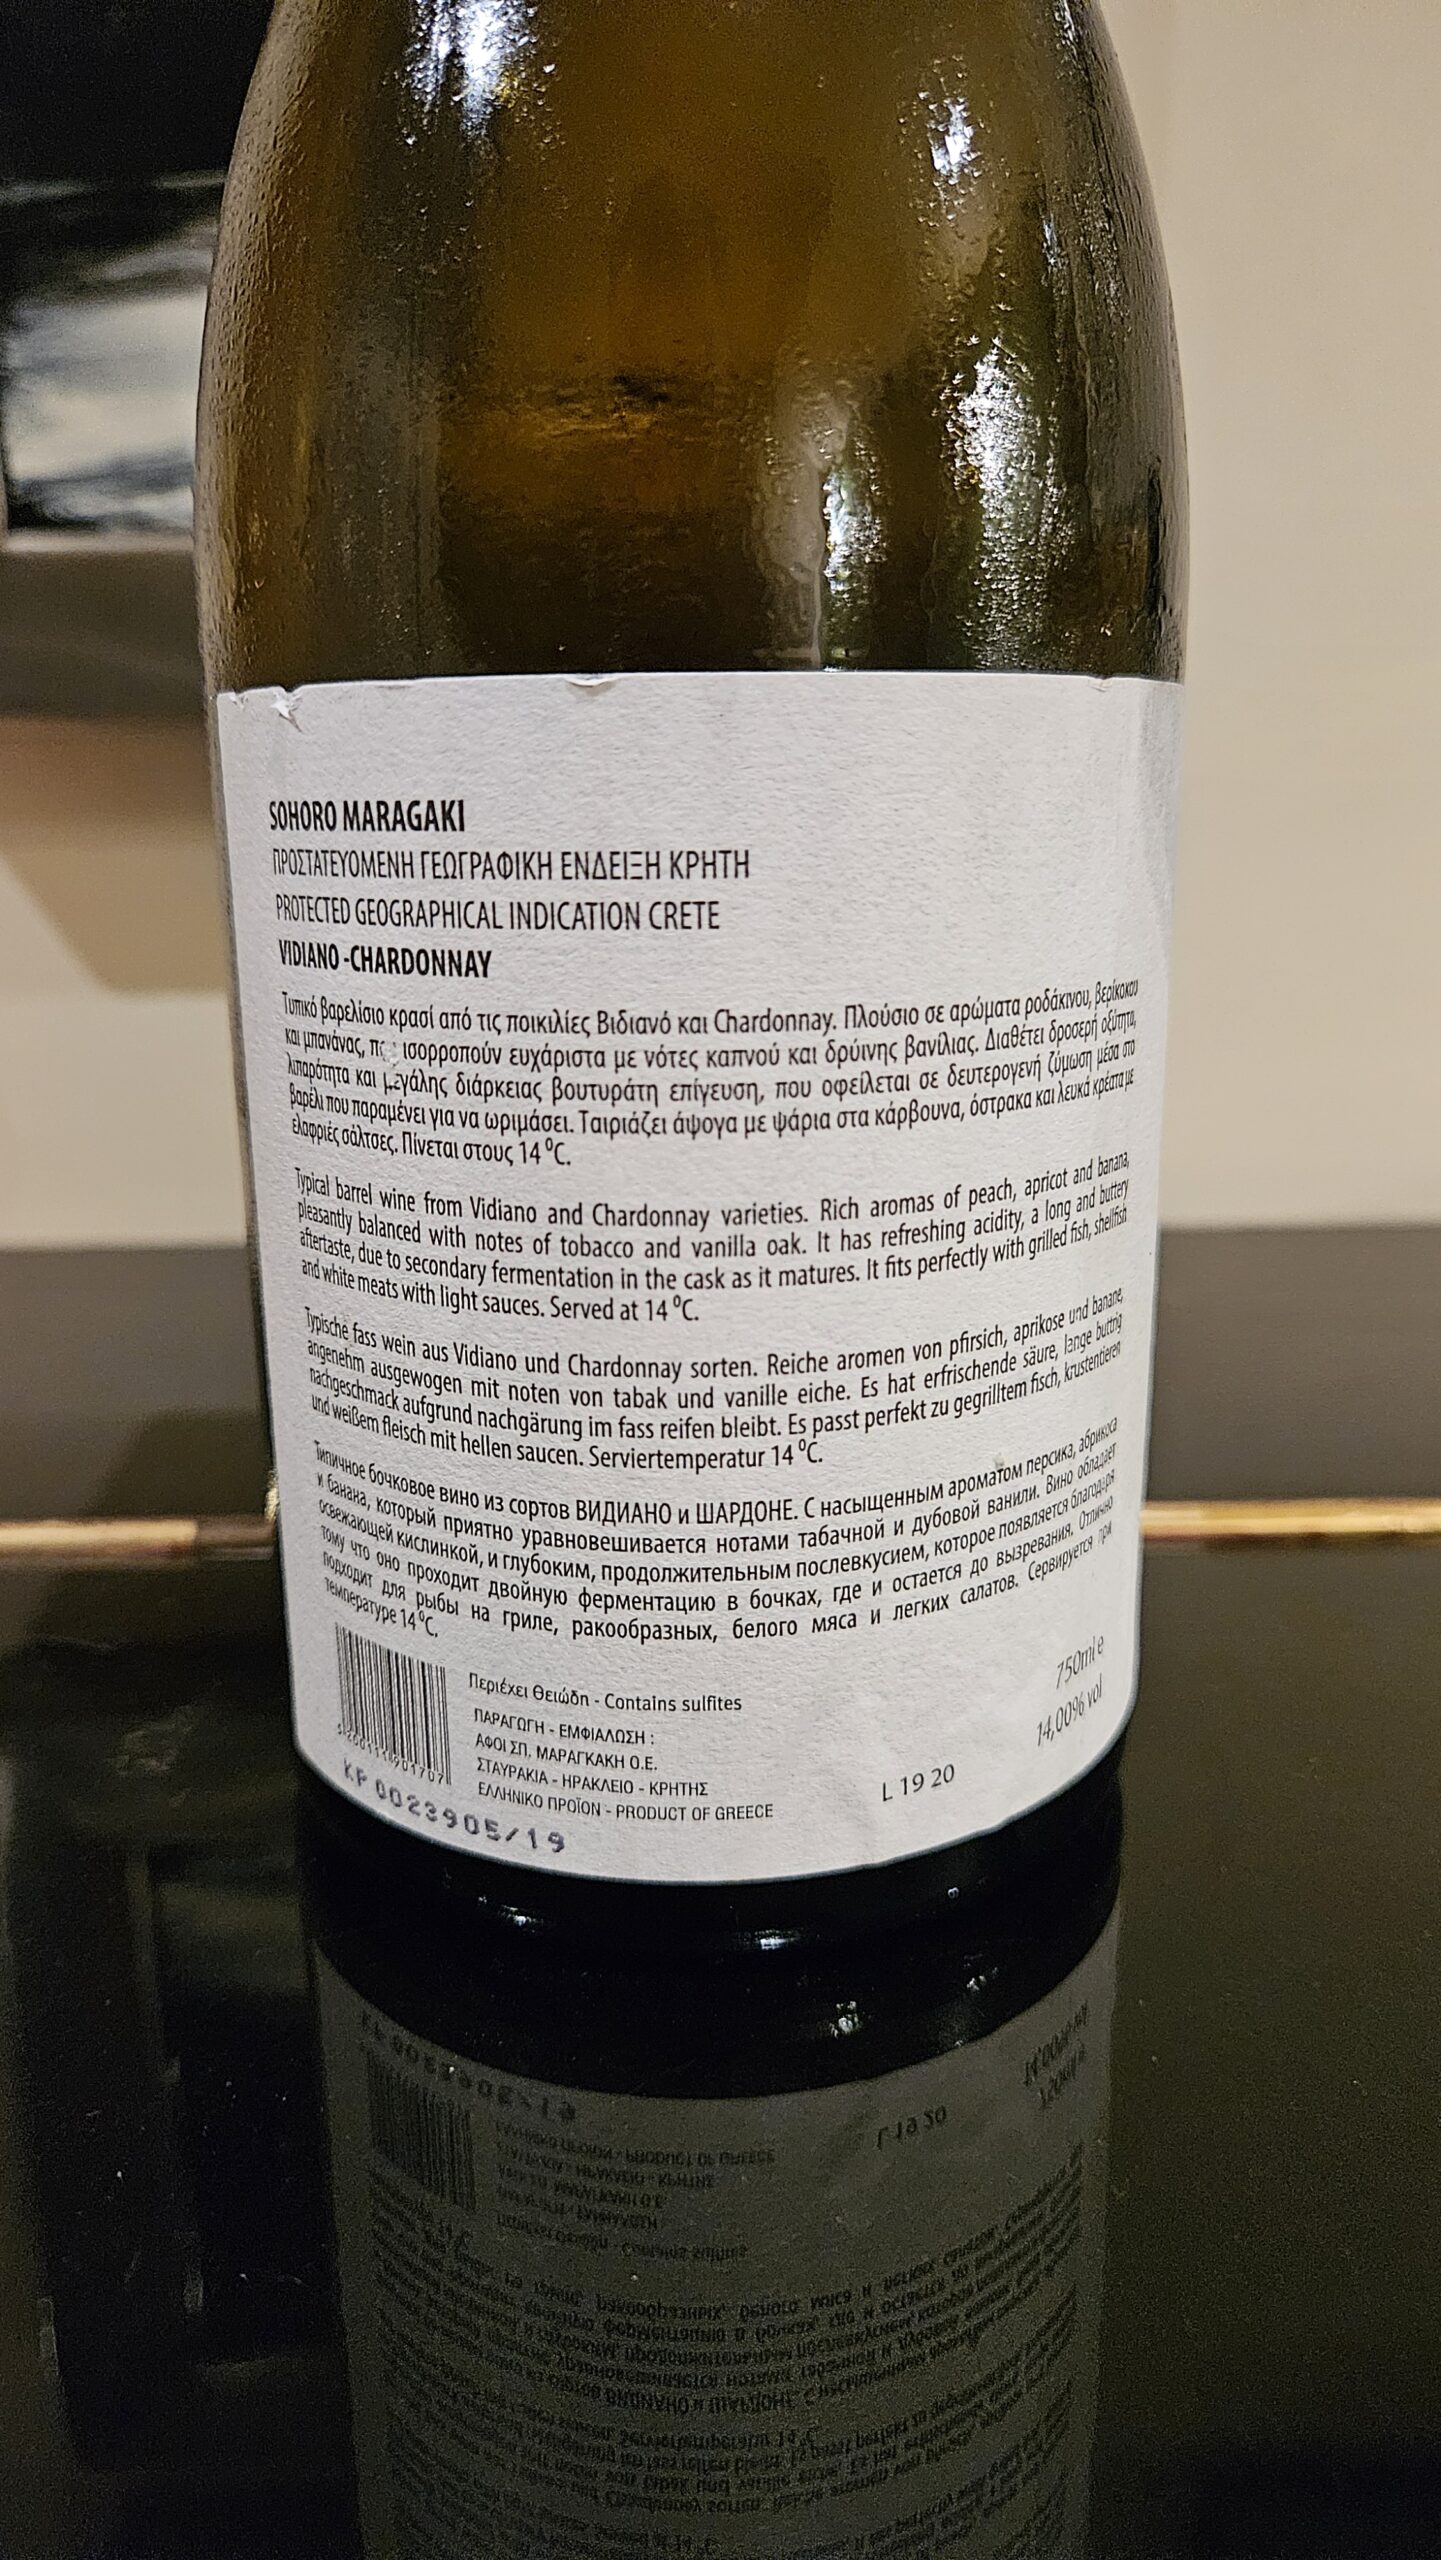 SOHORO MARAGAKI
ΠΡΟΣΤΑΤΕΥΟΜΕΝΗ ΓΕΩΓΡΑΦΙΚΗ ΕΝΔΕΙΞΗ ΚΡΗΤΗ
PROTECTED GEOGRAPHICAL INDICATION CRETE
VIDIANO -CHARDONNAY
Τυπικό βαρελίσιο κρασί από τις ποικιλίες Βιδιανό και Chardonnay. Πλούσιο σε αρώματα ροδάκινου, βερίκοκου
και μπανάνας, ισορροπούν ευχάριστα με νότες καπνού και δρύινης βανίλιας. Διαθέτει δροσερή οξύτητα,
λιπαρότητα και μεγάλης διάρκειας βουτυράτη επίγευση, που οφείλεται σε δευτερογενή ζύμωση μέσα στο
βαρέλι που παραμένει για να ωριμάσει. Ταιριάζει άψογα με ψάρια στα κάρβουνα, όστρακα και λευκά κρέατα με
ελαφριές σάλτσες. Πίνεται στους 14 ⁰C.
Typical barrel wine from Vidiano and Chardonnay varieties. Rich aromas of peach, apricot and banana,
pleasantly balanced with notes of tobacco and vanilla oak. It has refreshing acidity, a long and buttery
aftertaste, due to secondary fermentation in the cask as it matures. It fits perfectly with grilled fish, shellfish
and white meats with light sauces. Served at 14 ⁰C.
Typische fass wein aus Vidiano und Chardonnay sorten. Reiche aromen von pfirsich, aprikose und banane,
angenehm ausgewogen mit noten von tabak und vanille eiche. Es hat erfrischende säure, lange buttrig
nachgeschmack aufgrund nachgärung im fass reifen bleibt. Es passt perfekt zu gegrilltem fisch, krustentieren
und weißem fleisch mit hellen saucen. Serviertemperatur 14 ⁰C.
Типичное бочковое вино из сортов ВИДИАНО и ШАРДОНЕ. С насыщенным ароматом персика, абрикоса
и банана, который приятно уравновешивается нотами табачной и дубовой ванили. Вино обладает
освежающей кислинкой, и глубоким, продолжительным послевкусием, которое появляется благодаря
тому что оно проходит двойную ферментацию в бочках, где и остается до вызревания. Отлично
подходит для рыбы на гриле, ракообразных, белого мяса и легких салатов. Сервируется при
температуре 14 ⁰C.
Περιέχει Θειώδη - Contains sulfites
ΠΑΡΑΓΩΓΗ - ΕΜΦΙΑΛΩΣΗ :
ΑΦΟΙ ΣΠ. ΜΑΡΑΓΚΑΚΗ Ο.Ε.
ΣΤΑΥΡΑΚΙΑ - ΗΡΑΚΛΕΙΟ - ΚΡΗΤΗΣ
ΕΛΛΗΝΙΚΟ ΠΡΟΪΟΝ - PRODUCT OF GREECE
KP 0023905/19
L 19 20
750ml e
14,00% vol